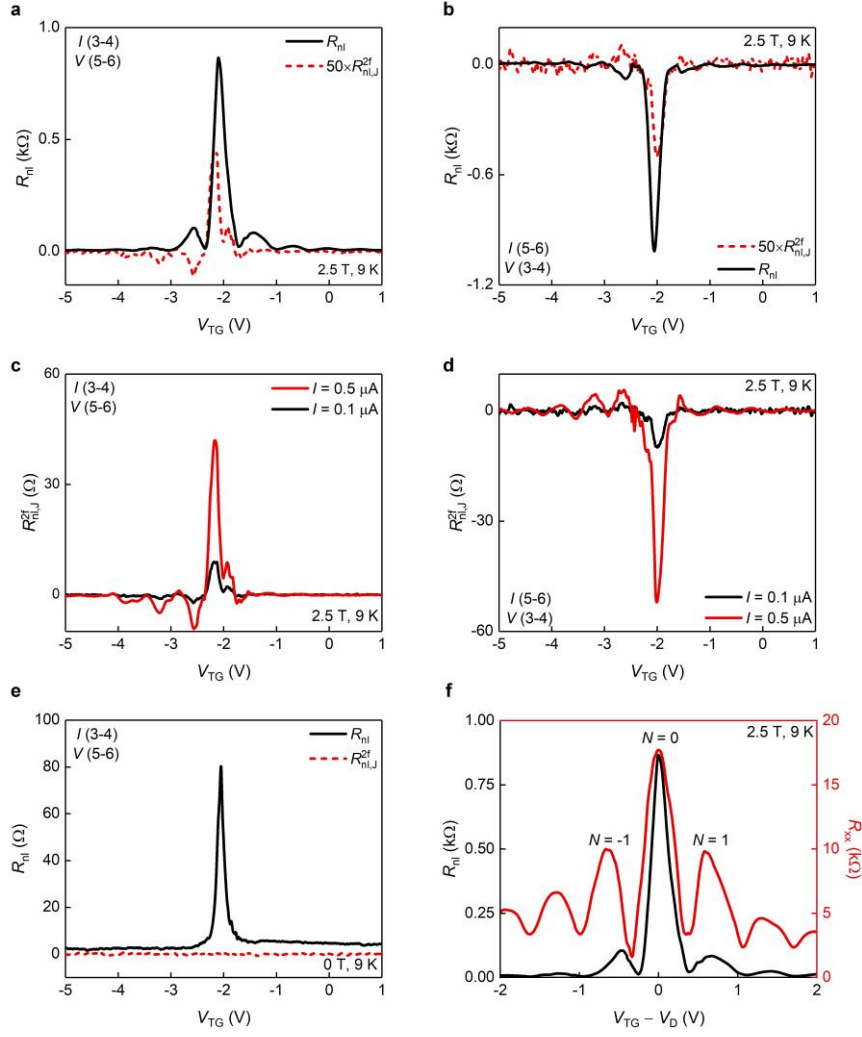 a
I (3-4)
V (5-6)
R_nl
50×R^2f_nl,J
1.0
0.5
0.0
R_nl (kΩ)
2.5 T, 9 K
-5 -4 -3 -2 -1 0 1
V_TG (V)
b
2.5 T, 9 K
0.0
-0.6
-1.2
R_nl (kΩ)
I (5-6)
V (3-4)
50×R^2f_nl,J
R_nl
-5 -4 -3 -2 -1 0 1
V_TG (V)
c
I (3-4)
V (5-6)
I = 0.5 μA
I = 0.1 μA
60
30
0
R^2f_nl,J (Ω)
2.5 T, 9 K
-5 -4 -3 -2 -1 0 1
V_TG (V)
d
2.5 T, 9 K
0
-30
-60
R^2f_nl,J (Ω)
I (5-6)
V (3-4)
I = 0.1 μA
I = 0.5 μA
-5 -4 -3 -2 -1 0 1
V_TG (V)
e
I (3-4)
V (5-6)
R_nl
R^2f_nl,J
100
80
60
40
20
0
R_nl (Ω)
0 T, 9 K
-5 -4 -3 -2 -1 0 1
V_TG (V)
f
2.5 T, 9 K
N = 0
N = -1
N = 1
1.00
0.75
0.50
0.25
0.00
R_nl (kΩ)
20
15
10
5
0
R_xx (kΩ)
-2 -1 0 1 2
V_TG − V_D (V)